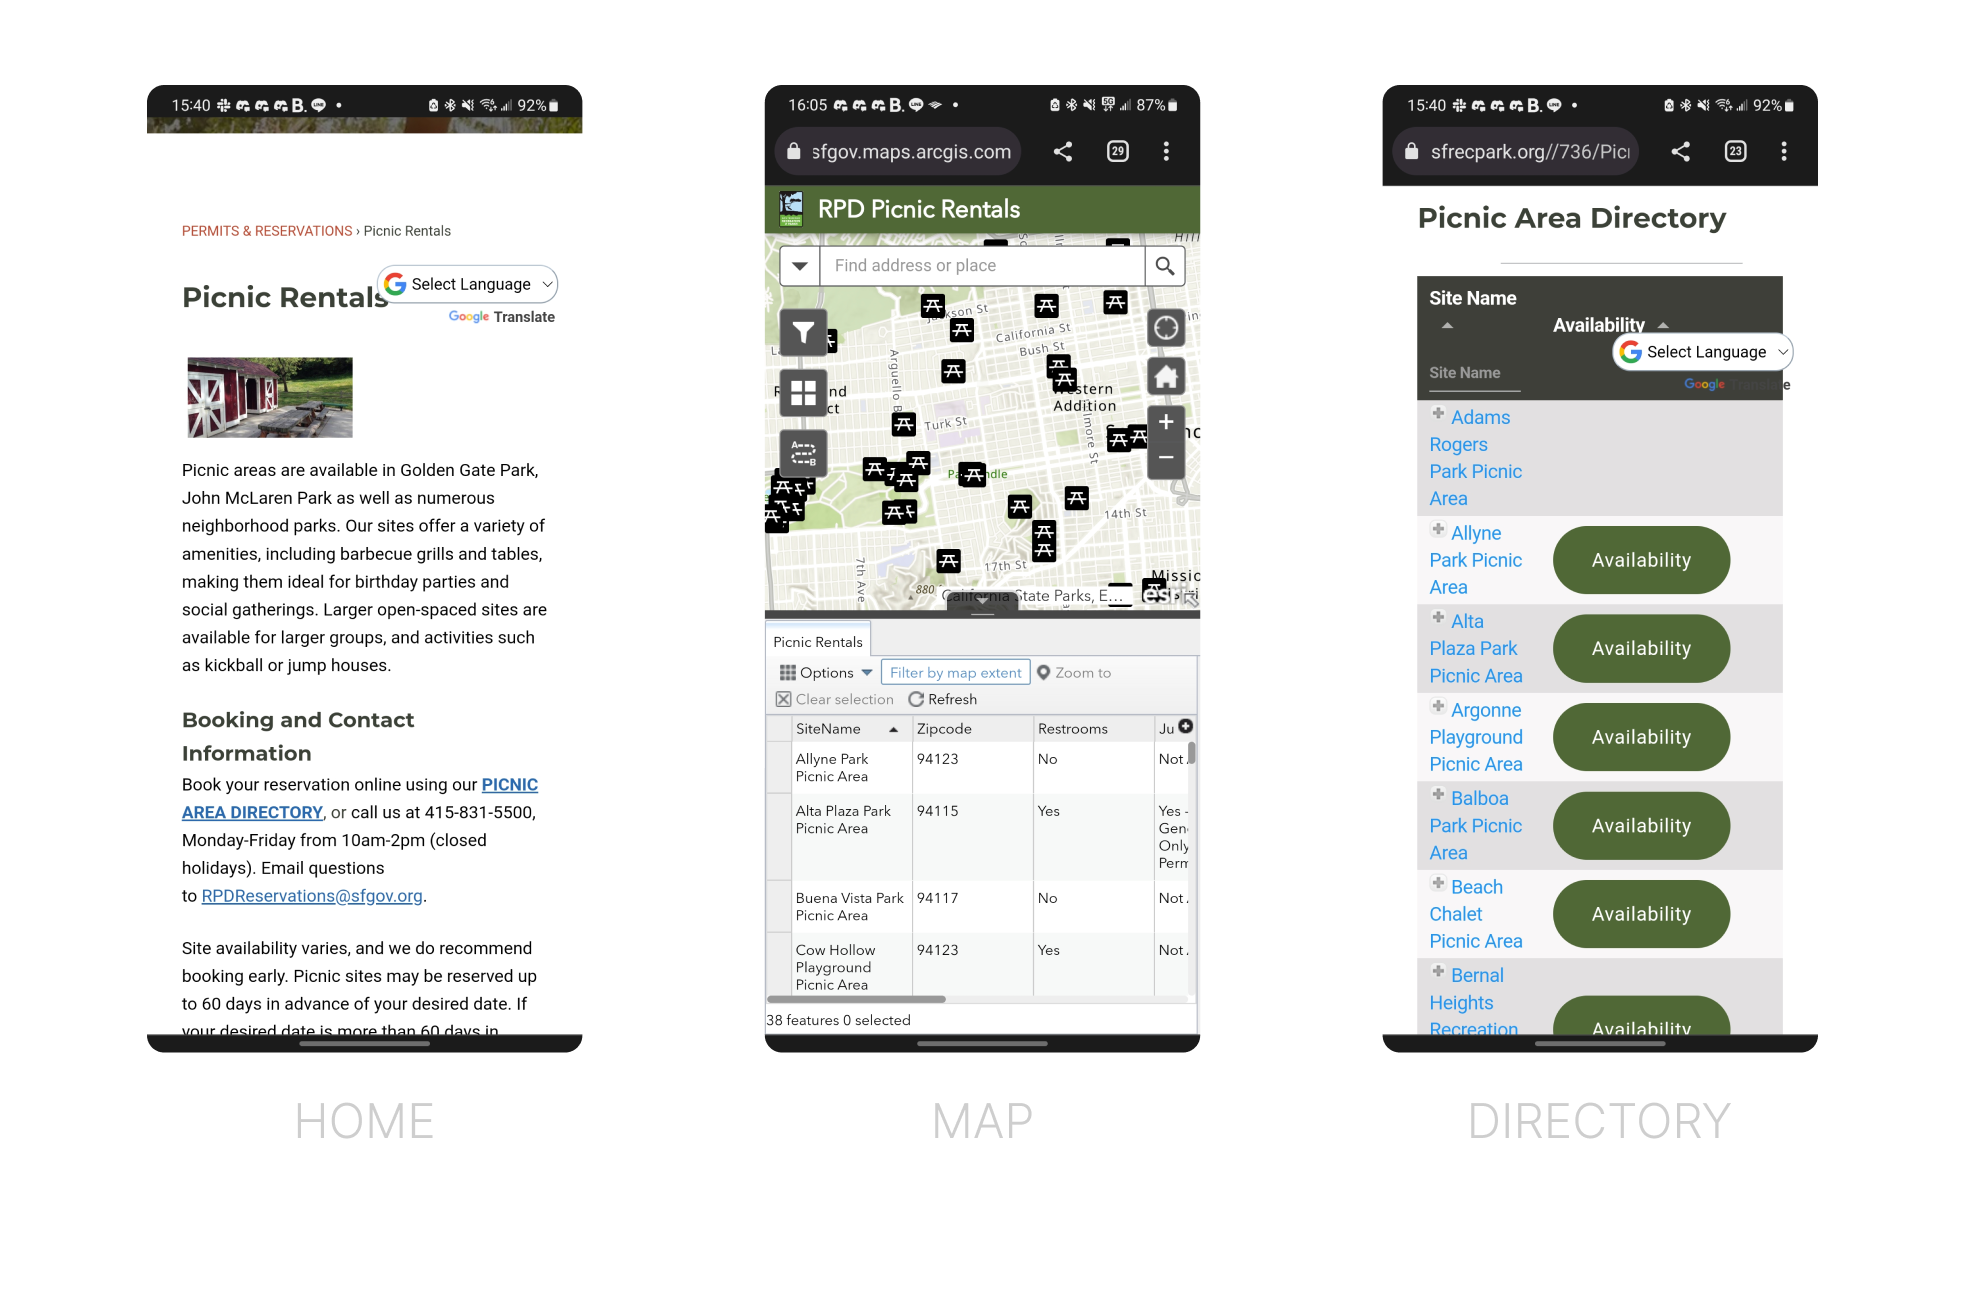 15:40 B. LINE 92%
PERMITS & RESERVATIONS › Picnic Rentals
Select Language
Picnic Rentals
Google Translate
Picnic areas are available in Golden Gate Park,
John McLaren Park as well as numerous
neighborhood parks. Our sites offer a variety of
amenities, including barbecue grills and tables,
making them ideal for birthday parties and
social gatherings. Larger open-spaced sites are
available for larger groups, and activities such
as kickball or jump houses.
Booking and Contact
Information
Book your reservation online using our PICNIC
AREA DIRECTORY, or call us at 415-831-5500,
Monday-Friday from 10am-2pm (closed
holidays). Email questions
to RPDReservations@sfgov.org.
Site availability varies, and we do recommend
booking early. Picnic sites may be reserved up
to 60 days in advance of your desired date. If
your desired date is more than 60 days in
HOME
16:05 B. LINE 5G 87%
sfgov.maps.arcgis.com 29
RPD Picnic Rentals
Find address or place
Jackson St
California St
Bush St
Arguello B
Western
Addition
Turk St
14th St
17th St
7th Ave
880
Missio
California State Parks, E...
esri
Picnic Rentals
Options Filter by map extent Zoom to
Clear selection Refresh
SiteName Zipcode Restrooms Ju
Allyne Park
Picnic Area 94123 No Not
Alta Plaza Park
Picnic Area 94115 Yes Yes -
Gen
Only
Perm
Buena Vista Park
Picnic Area 94117 No Not
Cow Hollow
Playground
Picnic Area 94123 Yes Not
38 features 0 selected
MAP
15:40 B. LINE 92%
sfrecpark.org//736/Pic 23
Picnic Area Directory
Site Name
Availability
Select Language
Site Name
Google Translate
Adams
Rogers
Park Picnic
Area
Allyne
Park Picnic
Area
Availability
Alta
Plaza Park
Picnic Area
Availability
Argonne
Playground
Picnic Area
Availability
Balboa
Park Picnic
Area
Availability
Beach
Chalet
Picnic Area
Availability
Bernal
Heights
Recreation
Availability
DIRECTORY